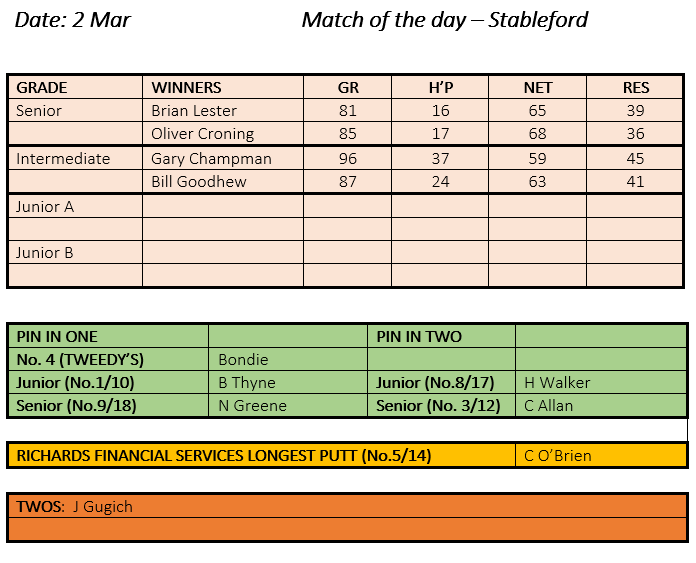 Date: 2 Mar Match of the day – Stableford
GRADE WINNERS GR H’P NET RES
Senior Brian Lester 81 16 65 39
Oliver Croning 85 17 68 36
Intermediate Gary Champman 96 37 59 45
Bill Goodhew 87 24 63 41
Junior A
Junior B
PIN IN ONE PIN IN TWO
No. 4 (TWEEDY’S) Bondie
Junior (No.1/10) B Thyne Junior (No.8/17) H Walker
Senior (No.9/18) N Greene Senior (No. 3/12) C Allan
RICHARDS FINANCIAL SERVICES LONGEST PUTT (No.5/14) C O’Brien
TWOS: J Gugich